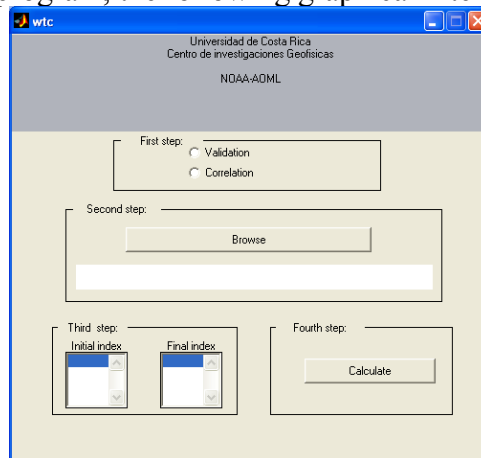 wtc
Universidad de Costa Rica
Centro de investigaciones Geofisicas
NOAA-AOML
First step:
Validation
Correlation
Second step:
Browse
Third step:
Initial index Final index
Fourth step:
Calculate